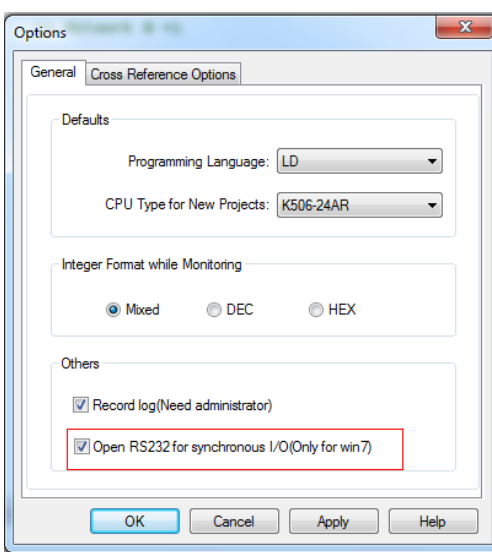 Options
General Cross Reference Options
Defaults
Programming Language: LD
CPU Type for New Projects: K506-24AR
Integer Format while Monitoring
Mixed DEC HEX
Others
Record log(Need administrator)
Open RS232 for synchronous I/O(Only for win7)
OK Cancel Apply Help